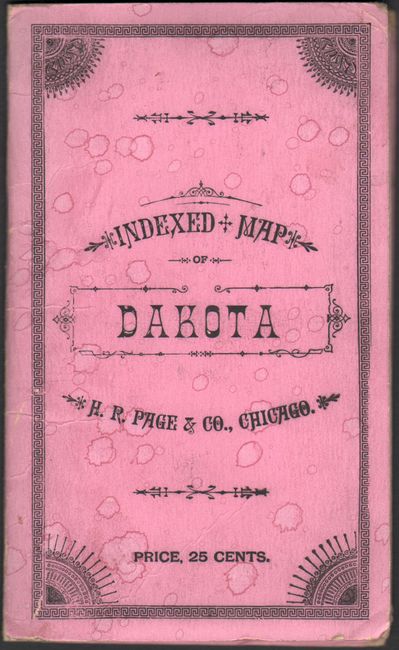 INDEXED MAP
OF
DAKOTA
H. R. PAGE & CO., CHICAGO.
PRICE, 25 CENTS.